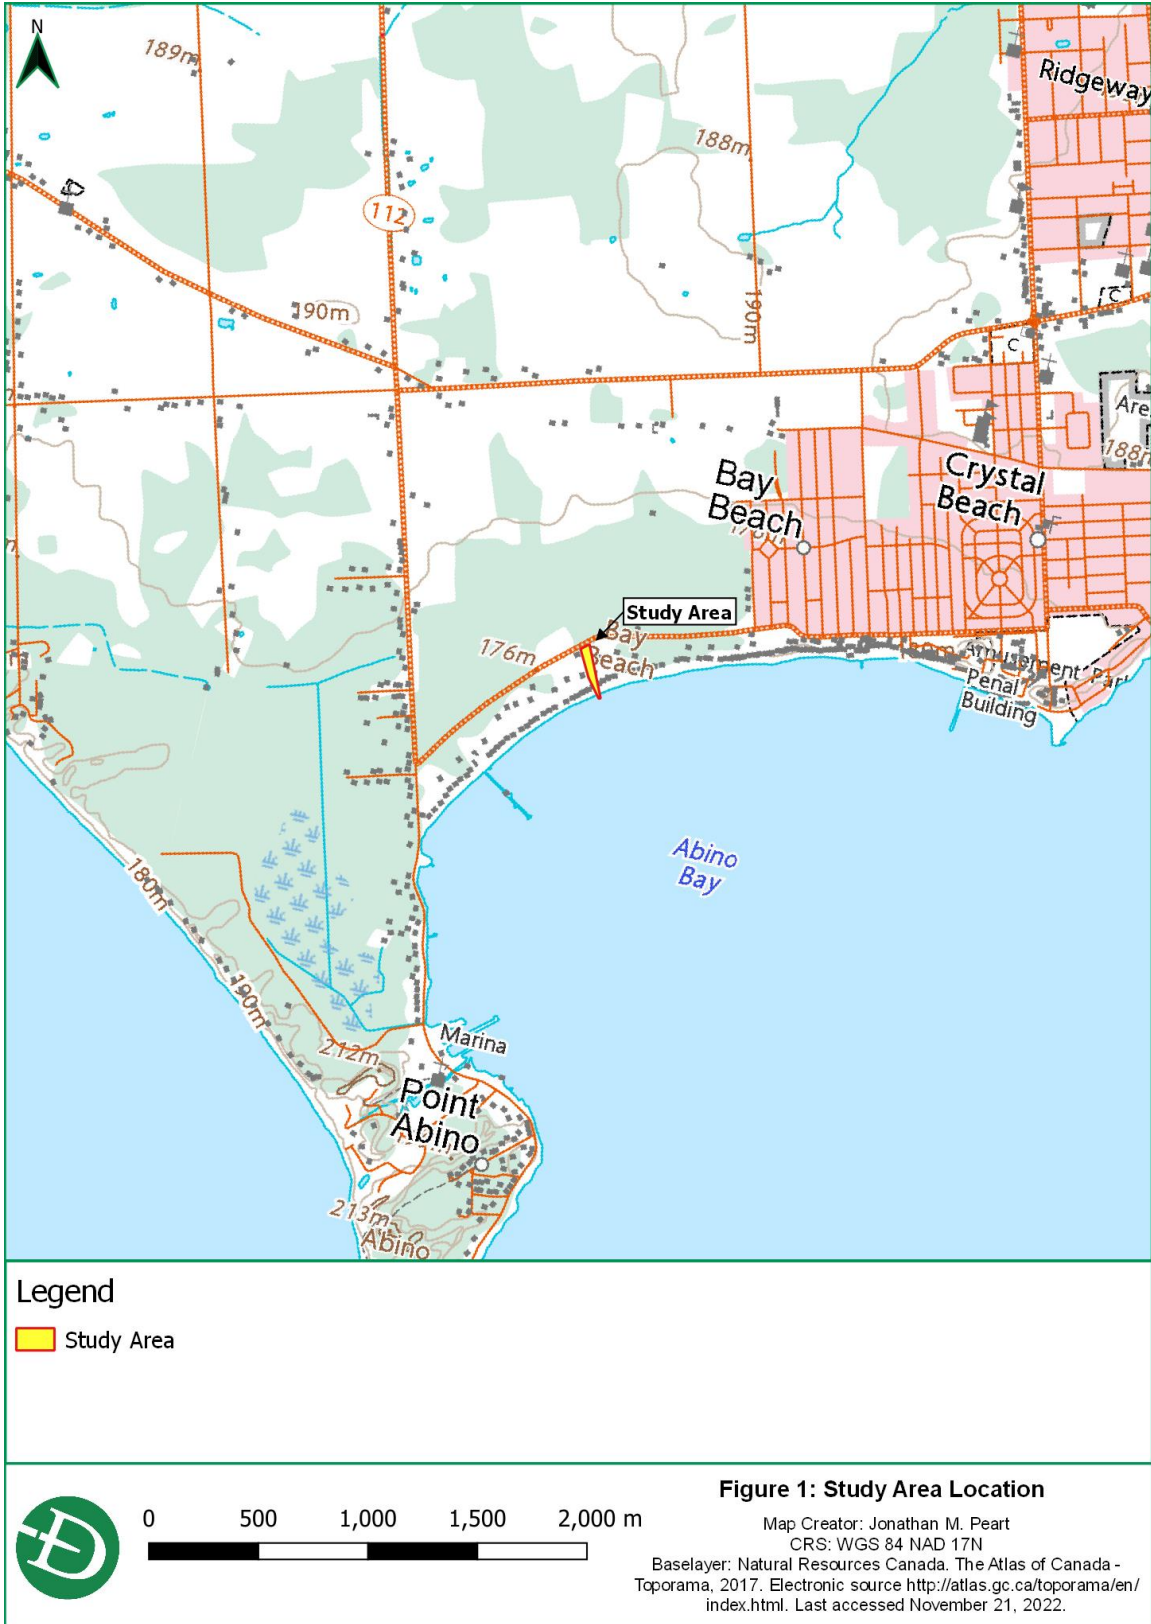 N
189m
Ridgeway
188m
112
190m
190m
C
C
Are
188m
Bay
Beach
Crystal
Beach
Study Area
Bay
Beach
176m
Amusement Par
Penal
Building
Abino
Bay
180m
190m
Marina
212m
Point
Abino
213m
Abino
Legend
Study Area
0 500 1,000 1,500 2,000 m
Figure 1: Study Area Location
Map Creator: Jonathan M. Peart
CRS: WGS 84 NAD 17N
Baselayer: Natural Resources Canada. The Atlas of Canada -
Toporama, 2017. Electronic source http://atlas.gc.ca/toporama/en/
index.html. Last accessed November 21, 2022.